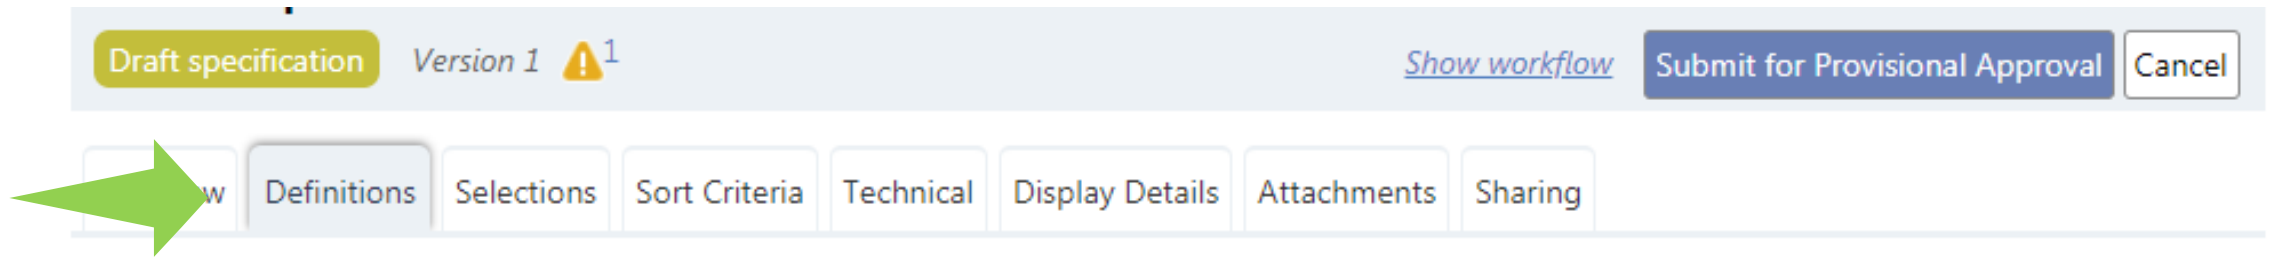 Draft specification Version 1 1 Show workflow Submit for Provisional Approval Cancel
Definitions Selections Sort Criteria Technical Display Details Attachments Sharing